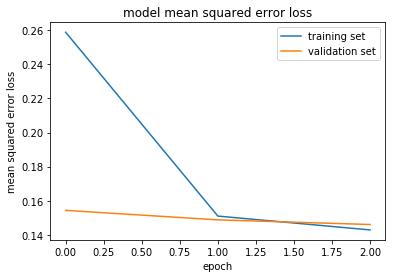 model mean squared error loss
training set
validation set
mean squared error loss
0.26
0.24
0.22
0.20
0.18
0.16
0.14
0.00 0.25 0.50 0.75 1.00 1.25 1.50 1.75 2.00
epoch